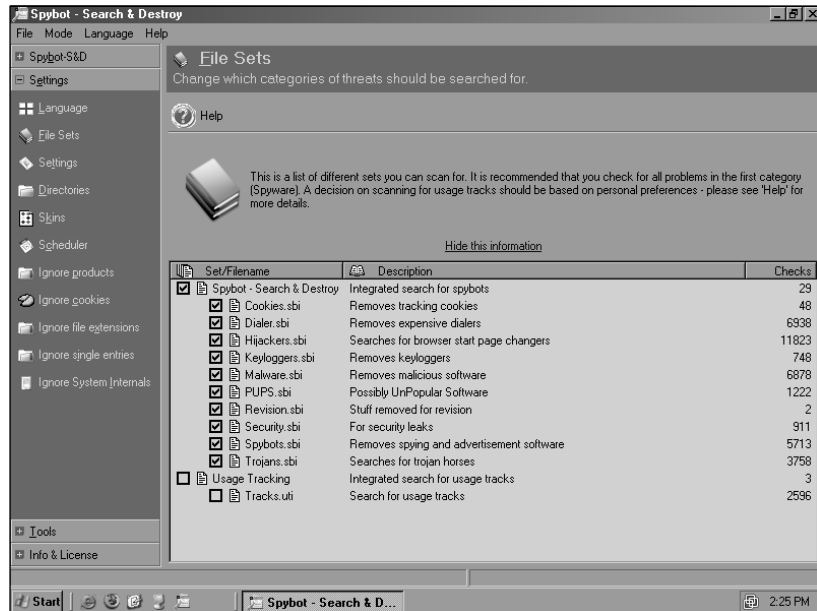 Spybot - Search & Destroy
File Mode Language Help
Spybot-S&D
Settings
Language
File Sets
Settings
Directories
Skins
Scheduler
Ignore products
Ignore cookies
Ignore file extensions
Ignore single entries
Ignore System Internals
Tools
Info & License
File Sets
Change which categories of threats should be searched for.
Help
This is a list of different sets you can scan for. It is recommended that you check for all problems in the first category
(Spyware). A decision on scanning for usage tracks should be based on personal preferences - please see 'Help' for
more details.
Hide this information
Set/Filename Description Checks
Spybot - Search & Destroy Integrated search for spybots 29
Cookies.sbi Removes tracking cookies 48
Dialer.sbi Removes expensive dialers 6938
Hijackers.sbi Searches for browser start page changers 11823
Keyloggers.sbi Removes keyloggers 748
Malware.sbi Removes malicious software 6878
PUPS.sbi Possibly UnPopular Software 1222
Revision.sbi Stuff removed for revision 2
Security.sbi For security leaks 911
Spybots.sbi Removes spying and advertisement software 5713
Trojans.sbi Searches for trojan horses 3758
Usage Tracking Integrated search for usage tracks 3
Tracks.uti Search for usage tracks 2596
Start Spybot - Search & D... 2:25 PM